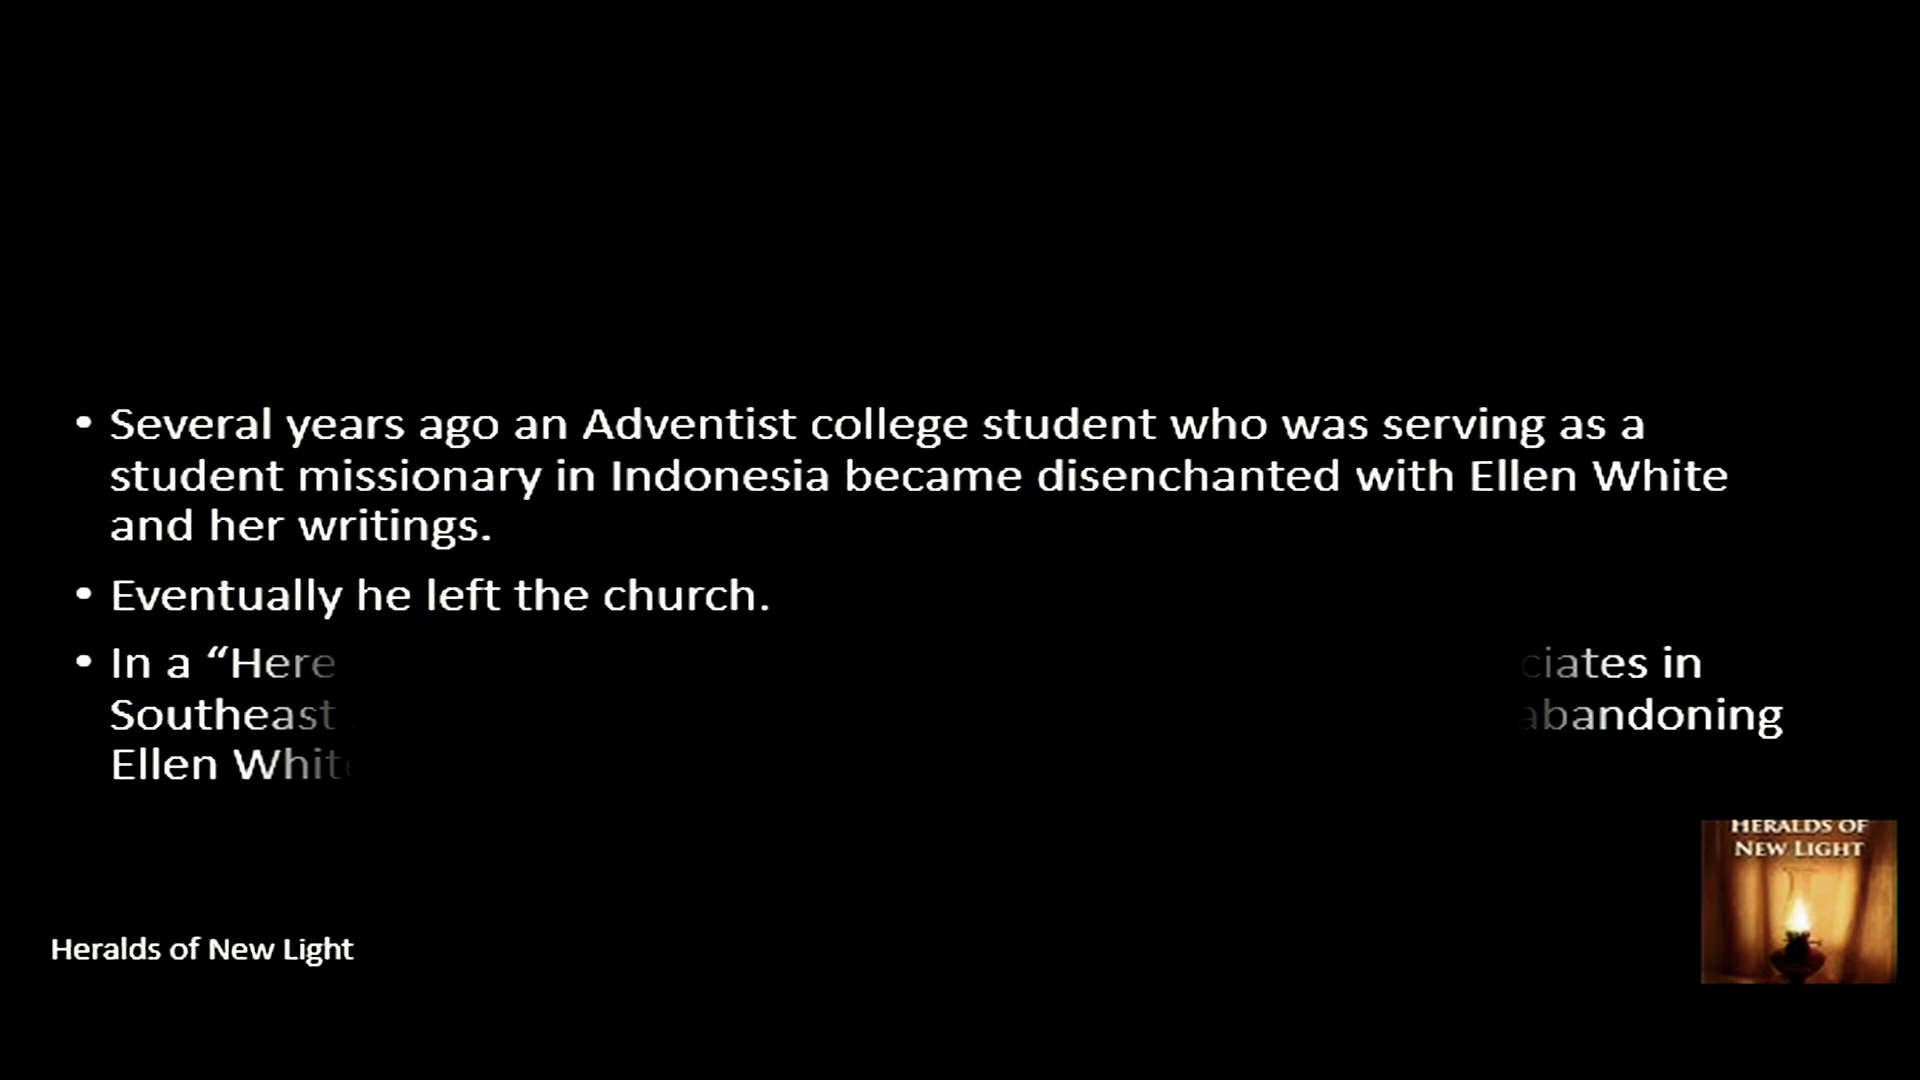 • Several years ago an Adventist college student who was serving as a
student missionary in Indonesia became disenchanted with Ellen White
and her writings.
• Eventually he left the church.
• In a “Here in
Southeast abandoning
Ellen White
HERALDS OF
NEW LIGHT
Heralds of New Light